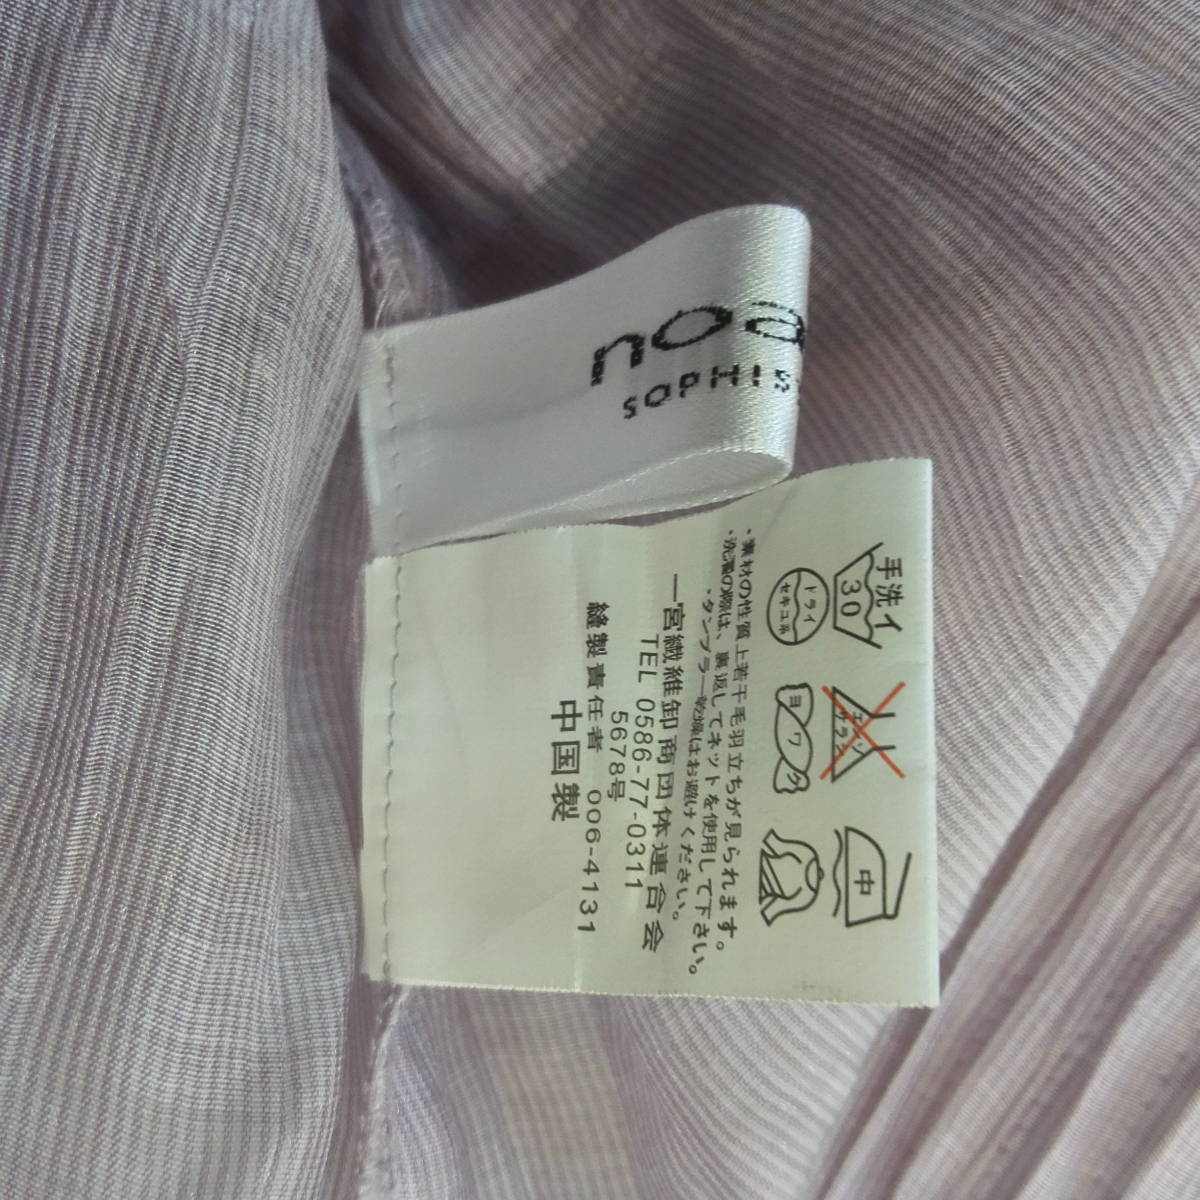 手洗イ
30
エンソ
サラシ
中
ドライ
セキユ系
ヨワク
・素材の性質上若干毛羽立ちが見られます。
・洗濯の際は、裏返してネットを使用して下さい。
・タンブラー乾燥はお避けください。
一宮繊維卸商団体連合会
TEL 0586-77-0311
5678号
縫製責任者 006-4131
中国製